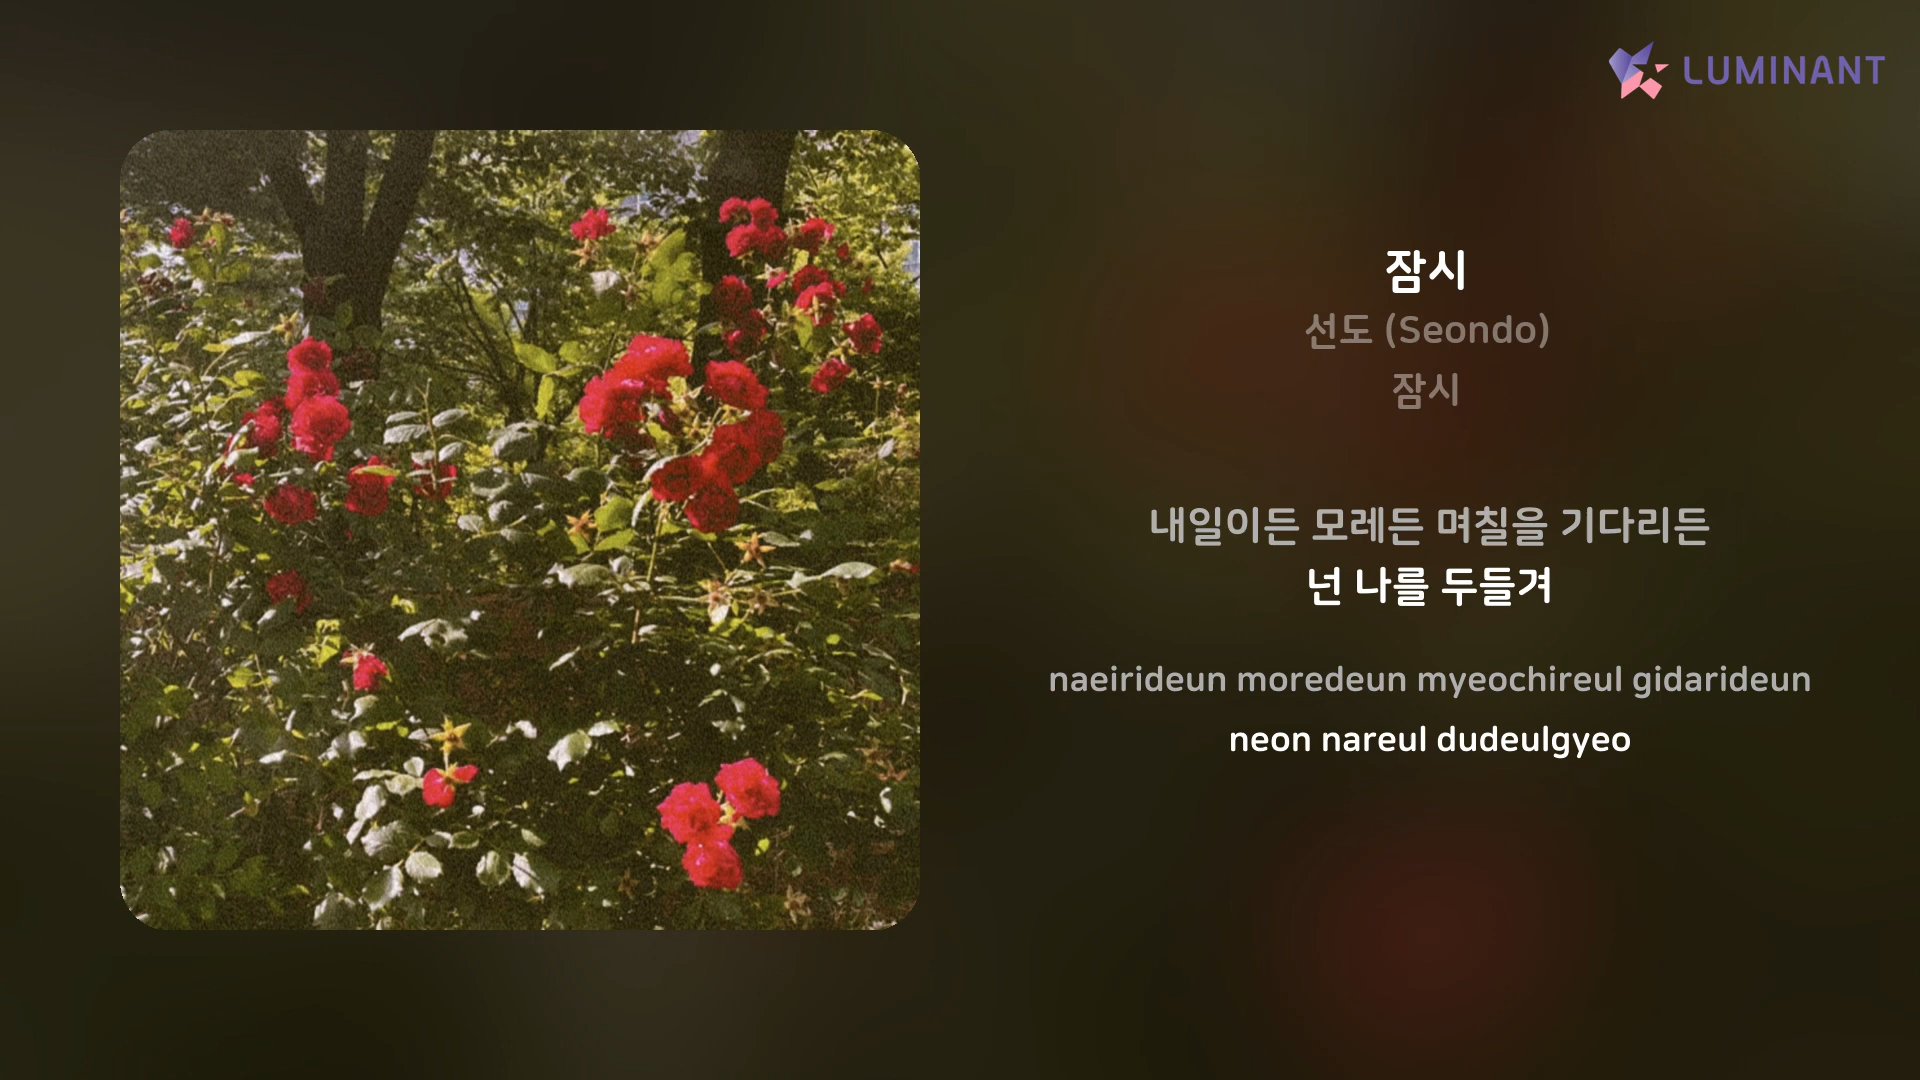 LUMINANT
잠시
선도 (Seondo)
잠시
내일이든 모레든 며칠을 기다리든
넌 나를 두들겨
naeirideun moredeun myeochireul gidarideun
neon nareul dudeulgyeo